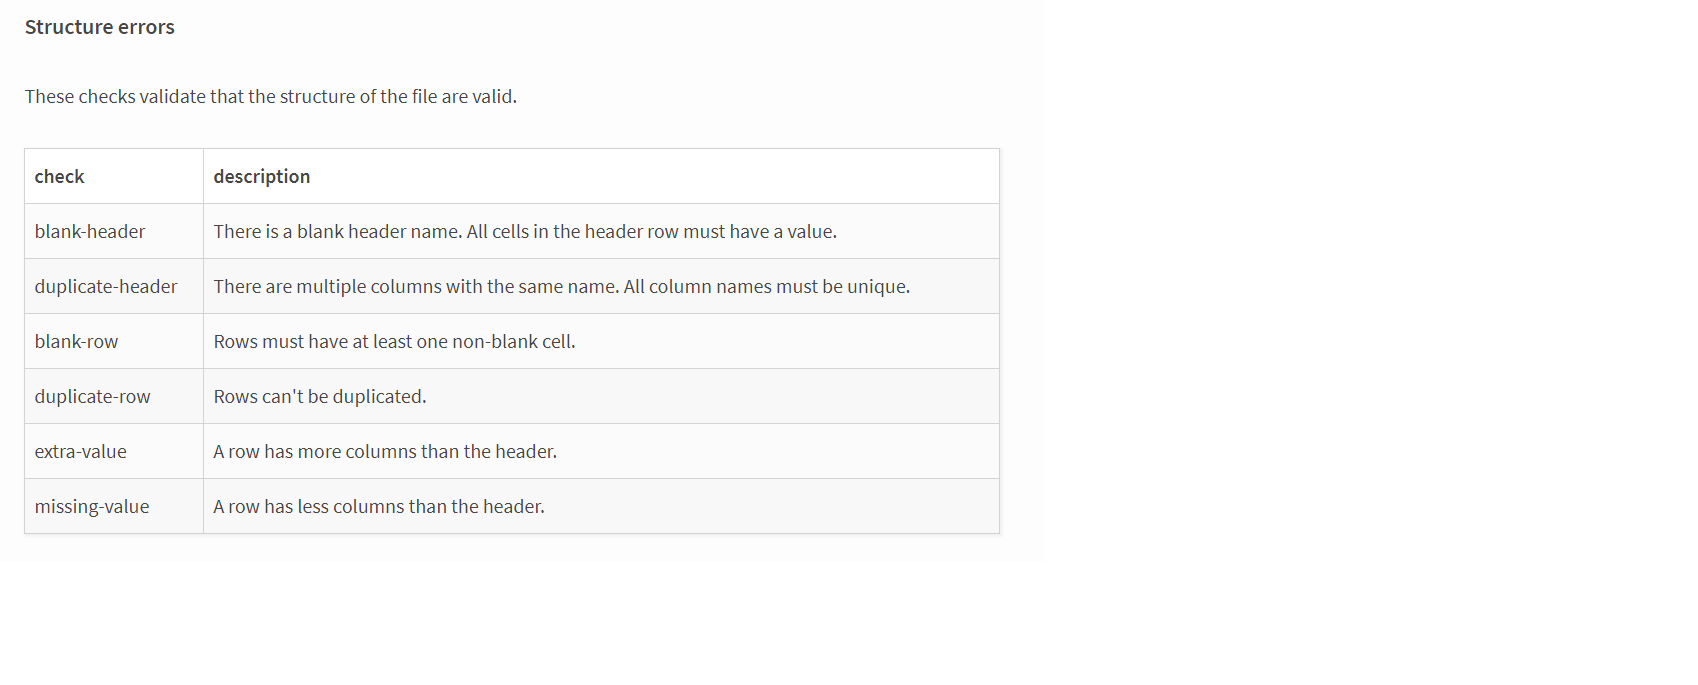 Structure errors
These checks validate that the structure of the file are valid.
check description
blank-header There is a blank header name. All cells in the header row must have a value.
duplicate-header There are multiple columns with the same name. All column names must be unique.
blank-row Rows must have at least one non-blank cell.
duplicate-row Rows can't be duplicated.
extra-value A row has more columns than the header.
missing-value A row has less columns than the header.